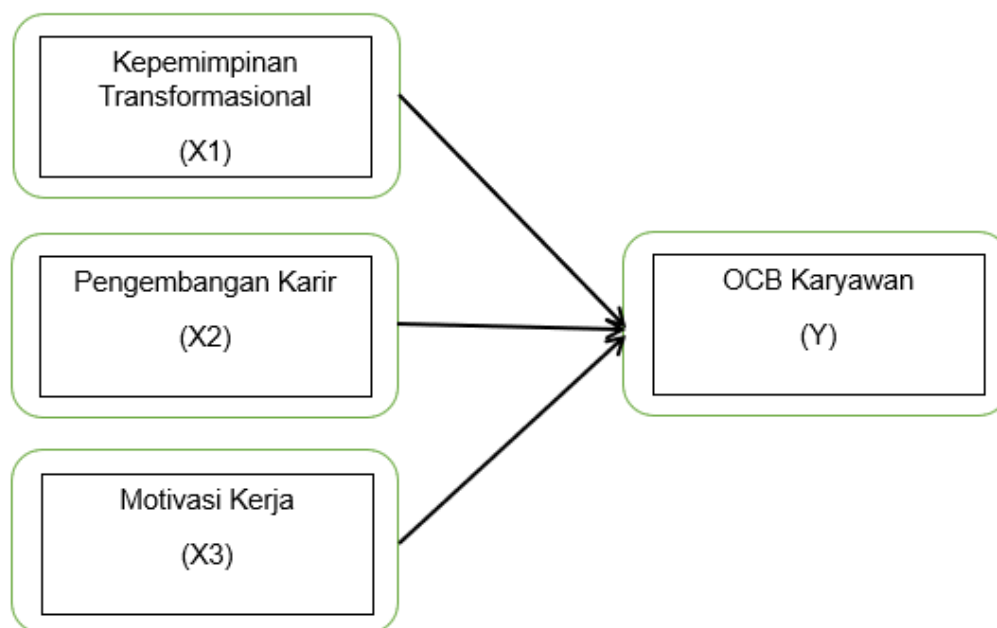 Kepemimpinan
Transformasional
(X1)
Pengembangan Karir
(X2)
Motivasi Kerja
(X3)
OCB Karyawan
(Y)